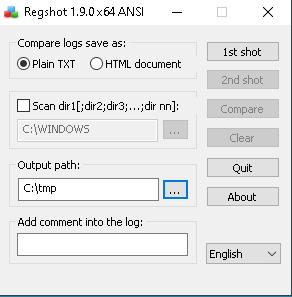 Regshot 1.9.0 x64 ANSI
Compare logs save as:
Plain TXT
HTML document
Scan dir1[;dir2;dir3;...;dir nn]:
C:\WINDOWS
...
Output path:
C:\tmp
...
Add comment into the log:
1st shot
2nd shot
Compare
Clear
Quit
About
English